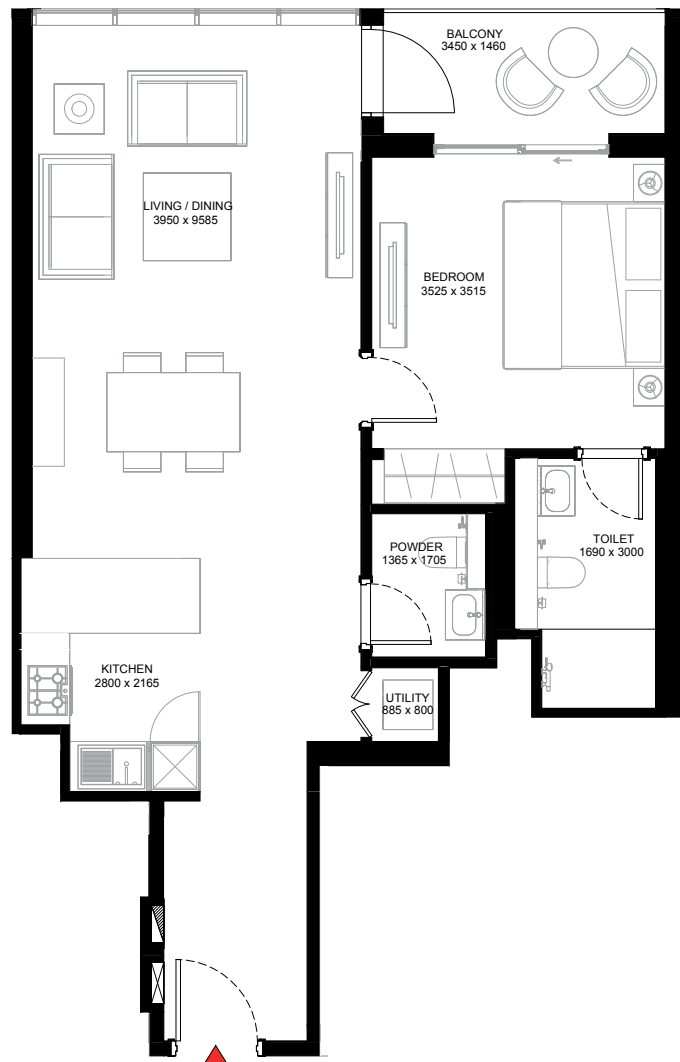 BALCONY
3450 x 1460
LIVING / DINING
3950 x 9585
BEDROOM
3525 x 3515
POWDER
1365 x 1705
TOILET
1690 x 3000
KITCHEN
2800 x 2165
UTILITY
885 x 800